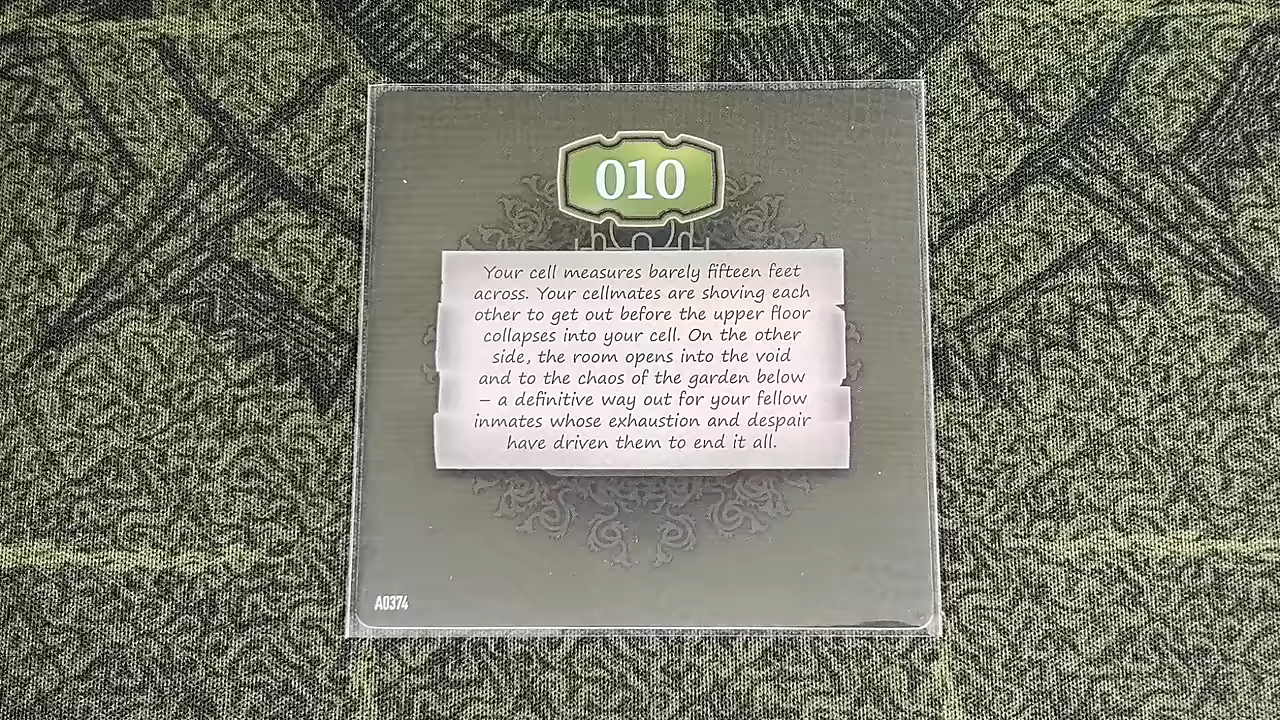 010
Your cell measures barely fifteen feet
across. Your cellmates are shoving each
other to get out before the upper floor
collapses into your cell. On the other
side, the room opens into the void
and to the chaos of the garden below
– a definitive way out for your fellow
inmates whose exhaustion and despair
have driven them to end it all.
A0374